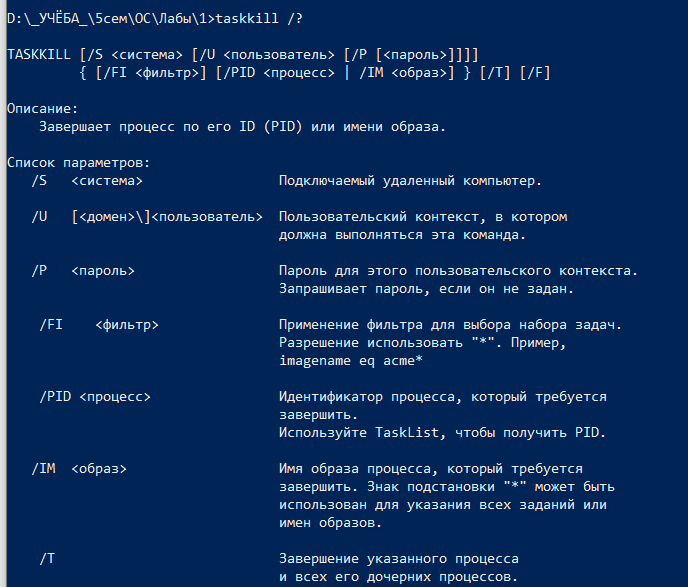 D:\_УЧЁБА_\5сем\ОС\Лабы\1>taskkill /?
TASKKILL [/S <система> [/U <пользователь> [/P [<пароль>]]]]
{ [/FI <фильтр>] [/PID <процесс> | /IM <образ>] } [/T] [/F]
Описание:
Завершает процесс по его ID (PID) или имени образа.
Список параметров:
/S <система> Подключаемый удаленный компьютер.
/U [<домен>\]<пользователь> Пользовательский контекст, в котором
должна выполняться эта команда.
/P <пароль> Пароль для этого пользовательского контекста.
Запрашивает пароль, если он не задан.
/FI <фильтр> Применение фильтра для выбора набора задач.
Разрешение использовать "*". Пример,
imagename eq acme*
/PID <процесс> Идентификатор процесса, который требуется
завершить.
Используйте TaskList, чтобы получить PID.
/IM <образ> Имя образа процесса, который требуется
завершить. Знак подстановки "*" может быть
использован для указания всех заданий или
имен образов.
/T Завершение указанного процесса
и всех его дочерних процессов.